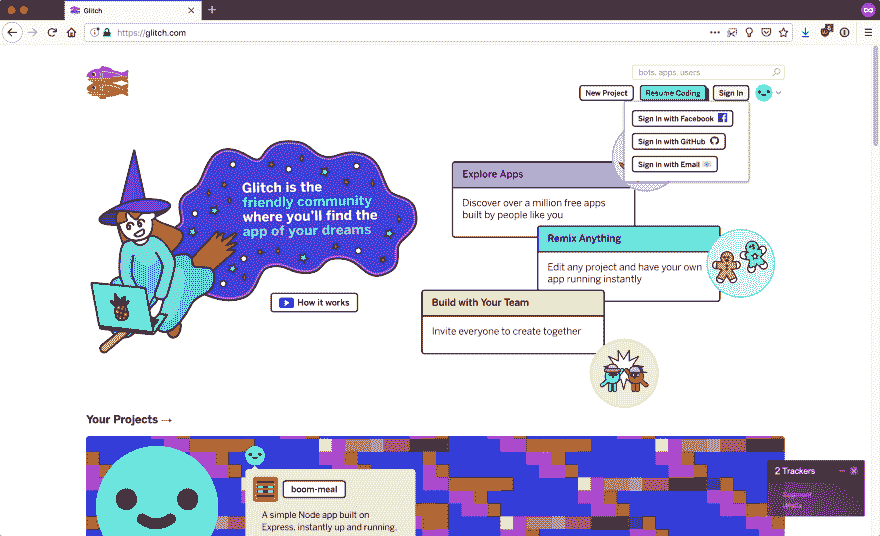 Glitch
https://glitch.com
bots, apps, users
New Project
Resume Coding
Sign In
Sign in with Facebook
Sign in with GitHub
Sign in with Email
Glitch is the
friendly community
where you'll find the
app of your dreams
How it works
Explore Apps
Discover over a million free apps
built by people like you
Remix Anything
Edit any project and have your own
app running instantly
Build with Your Team
Invite everyone to create together
Your Projects →
boom-meal
A simple Node app built on
Express, instantly up and running.
2 Trackers